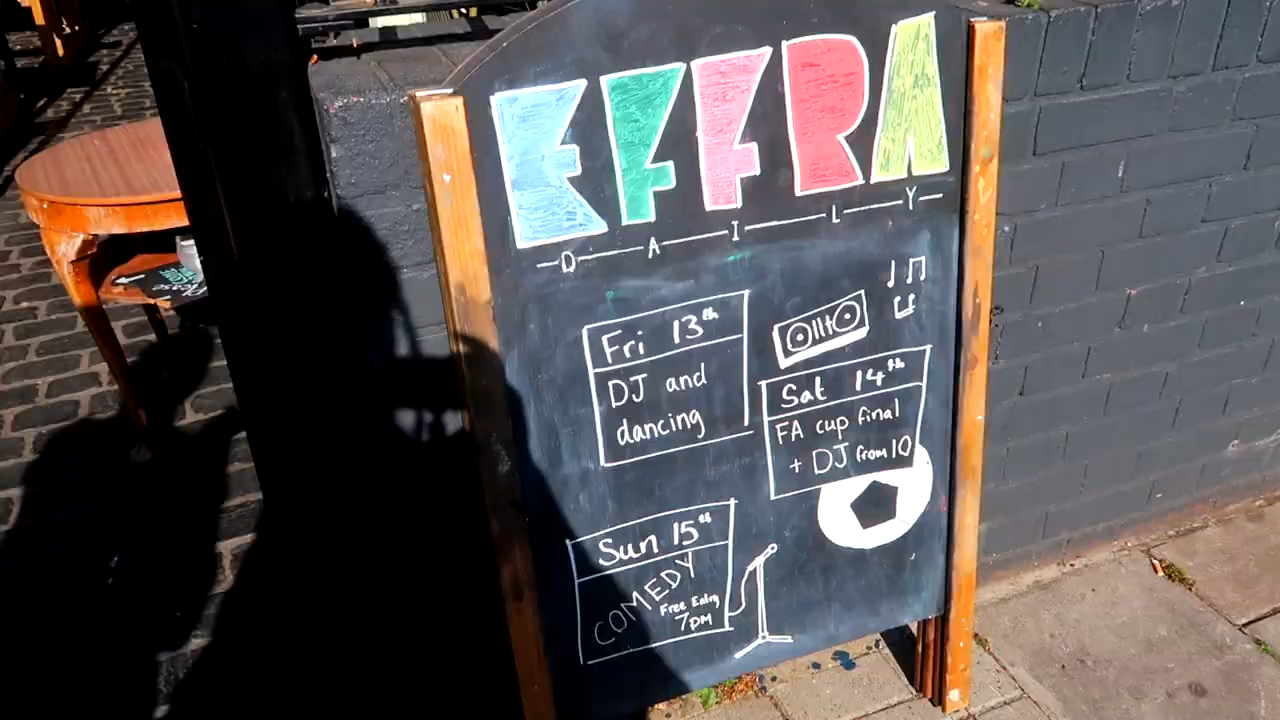 EFFRA
DAILY
Fri 13th
DJ and
dancing
Sat 14th
FA cup final
+ DJ from 10
Sun 15th
COMEDY
Free Entry
7PM